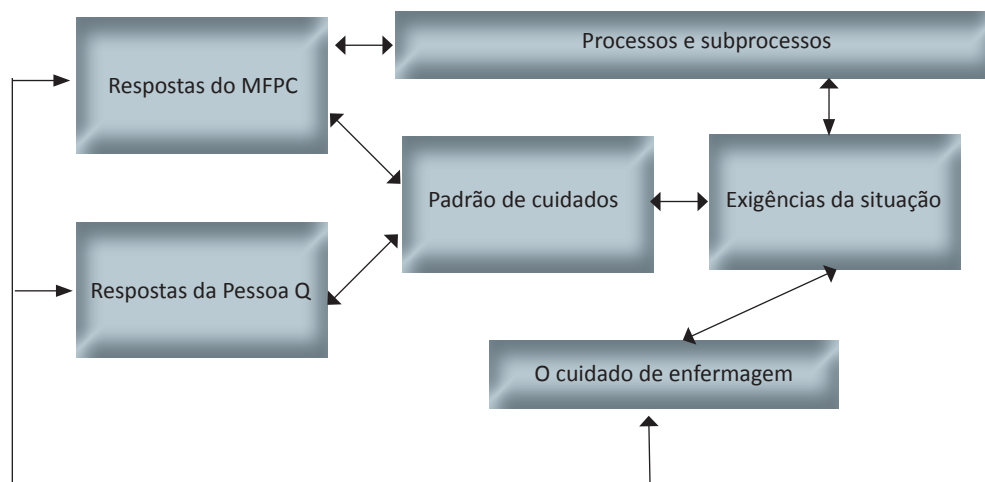 Processos e subprocessos
Respostas do MFPC
Padrão de cuidados
Exigências da situação
Respostas da Pessoa Q
O cuidado de enfermagem